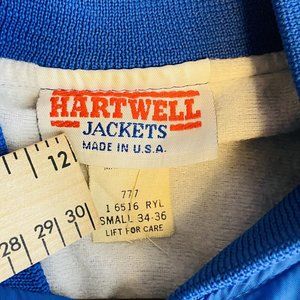 HARTWELL
JACKETS
MADE IN U.S.A.
777
1 6516 RYL
SMALL 34-36
LIFT FOR CARE
12
28 29 30